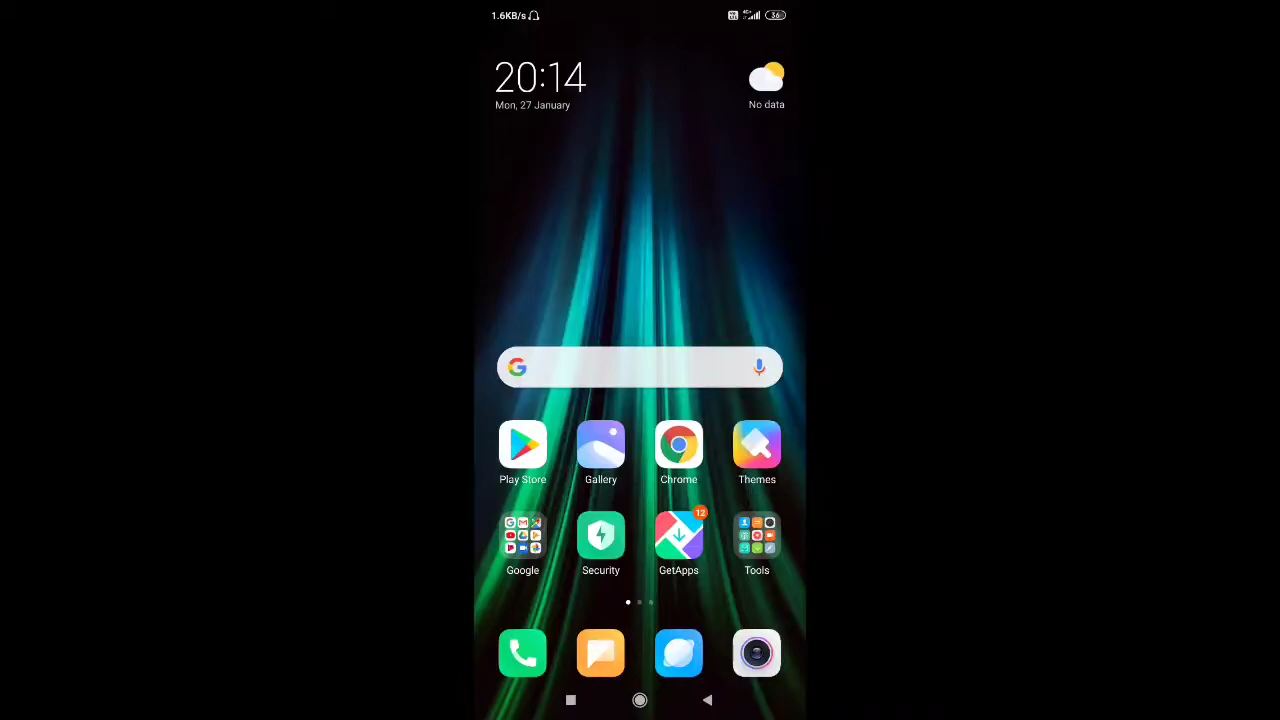 1.6KB/s
36
20:14
Mon, 27 January
No data
Play Store
Gallery
Chrome
Themes
12
Google
Security
GetApps
Tools